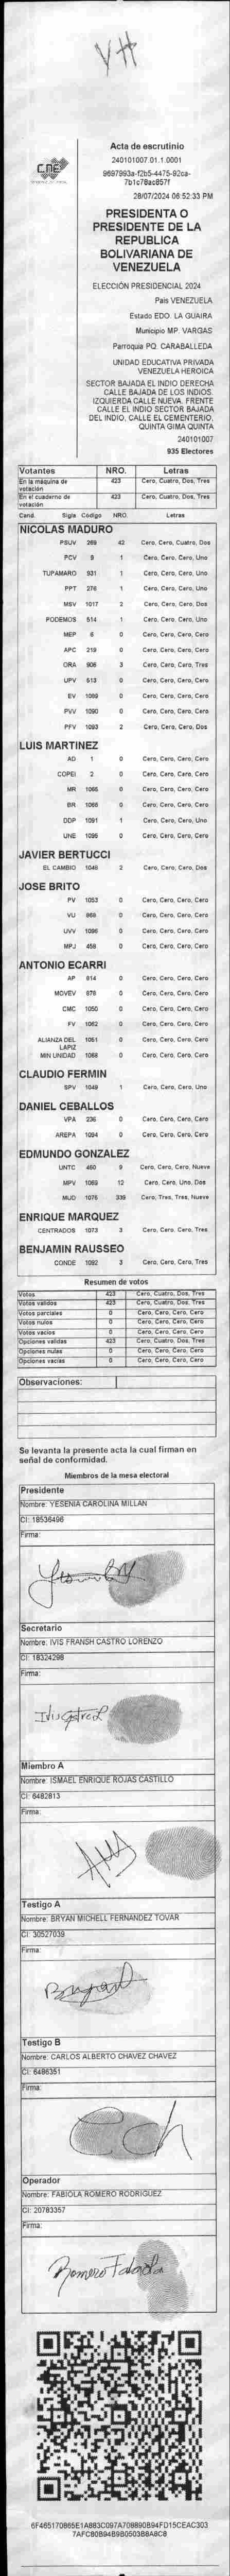 CNE
Acta de escrutinio
240101007.01.1.0001
28/07/2024 06:52:33 PM
PRESIDENTA O
PRESIDENTE DE LA
REPUBLICA
BOLIVARIANA DE
VENEZUELA
ELECCIÓN PRESIDENCIAL 2024
País VENEZUELA
Estado EDO. LA GUAIRA
Municipio MP. VARGAS
Parroquia PQ. CARABALLEDA
UNIDAD EDUCATIVA PRIVADA
VENEZUELA HEROICA
SECTOR BAJADA EL INDIO DERECHA
CALLE BAJADA DE LOS INDIOS.
IZQUIERDA CALLE NUEVA. FRENTE
CALLE EL INDIO SECTOR BAJADA
DEL INDIO, CALLE EL CEMENTERIO,
QUINTA GIMA QUINTA
240101007
935 Electores
Votantes NRO. Letras
En la máquina de votación 423 Cero, Cuatro, Dos, Tres
En el cuaderno de votación 423 Cero, Cuatro, Dos, Tres
Cand. Sigla Código NRO. Letras
NICOLAS MADURO
PSUV 269 42 Cero, Cero, Cuatro, Dos
PCV 9 1 Cero, Cero, Cero, Uno
TUPAMARO 931 1 Cero, Cero, Cero, Uno
PPT 276 1 Cero, Cero, Cero, Uno
MSV 1017 2 Cero, Cero, Cero, Dos
PODEMOS 514 1 Cero, Cero, Cero, Uno
MEP 6 0 Cero, Cero, Cero, Cero
APC 219 0 Cero, Cero, Cero, Cero
ORA 906 3 Cero, Cero, Cero, Tres
UPV 513 0 Cero, Cero, Cero, Cero
EV 1089 0 Cero, Cero, Cero, Cero
PVV 1090 0 Cero, Cero, Cero, Cero
PFV 1093 2 Cero, Cero, Cero, Dos
LUIS MARTINEZ
AD 1 0 Cero, Cero, Cero, Cero
COPEI 2 0 Cero, Cero, Cero, Cero
MR 1065 0 Cero, Cero, Cero, Cero
BR 1068 0 Cero, Cero, Cero, Cero
DDP 1091 1 Cero, Cero, Cero, Uno
UNE 1095 0 Cero, Cero, Cero, Cero
JAVIER BERTUCCI
EL CAMBIO 1048 2 Cero, Cero, Cero, Dos
JOSE BRITO
PV 1053 0 Cero, Cero, Cero, Cero
VU 868 0 Cero, Cero, Cero, Cero
UVV 1096 0 Cero, Cero, Cero, Cero
MPJ 458 0 Cero, Cero, Cero, Cero
ANTONIO ECARRI
AP 814 0 Cero, Cero, Cero, Cero
MOVEV 678 0 Cero, Cero, Cero, Cero
CMC 1050 0 Cero, Cero, Cero, Cero
FV 1062 0 Cero, Cero, Cero, Cero
ALIANZA DEL LAPIZ 1061 0 Cero, Cero, Cero, Cero
MIN UNIDAD 1088 0 Cero, Cero, Cero, Cero
CLAUDIO FERMIN
SPV 1049 1 Cero, Cero, Cero, Uno
DANIEL CEBALLOS
VPA 236 0 Cero, Cero, Cero, Cero
AREPA 1094 0 Cero, Cero, Cero, Cero
EDMUNDO GONZALEZ
UNTC 460 9 Cero, Cero, Cero, Nueve
MPV 1069 12 Cero, Cero, Uno, Dos
MUD 1076 339 Cero, Tres, Tres, Nueve
ENRIQUE MARQUEZ
CENTRADOS 1073 3 Cero, Cero, Cero, Tres
BENJAMIN RAUSSEO
CONDE 1092 3 Cero, Cero, Cero, Tres
Resumen de votos
Votos 423 Cero, Cuatro, Dos, Tres
Votos validos 423 Cero, Cuatro, Dos, Tres
Votos parciales 0 Cero, Cero, Cero, Cero
Votos nulos 0 Cero, Cero, Cero, Cero
Votos vacios 0 Cero, Cero, Cero, Cero
Opciones validas 423 Cero, Cuatro, Dos, Tres
Opciones nulas 0 Cero, Cero, Cero, Cero
Opciones vacias 0 Cero, Cero, Cero, Cero
Observaciones:
Se levanta la presente acta la cual firman en
señal de conformidad.
Miembros de la mesa electoral
Presidente
Nombre: YESENIA CAROLINA MILLAN
CI: 18536496
Firma:
Secretario
Nombre: IVIS FRANSH CASTRO LORENZO
CI: 18324298
Firma:
Miembro A
Nombre: ISMAEL ENRIQUE ROJAS CASTILLO
CI: 6482813
Firma:
Testigo A
Nombre: BRYAN MICHELL FERNANDEZ TOVAR
CI: 30527039
Firma:
Testigo B
Nombre: CARLOS ALBERTO CHAVEZ CHAVEZ
CI: 6486351
Firma:
Operador
Nombre: FABIOLA ROMERO RODRIGUEZ
CI: 20783357
Firma:
Romero Fabiola